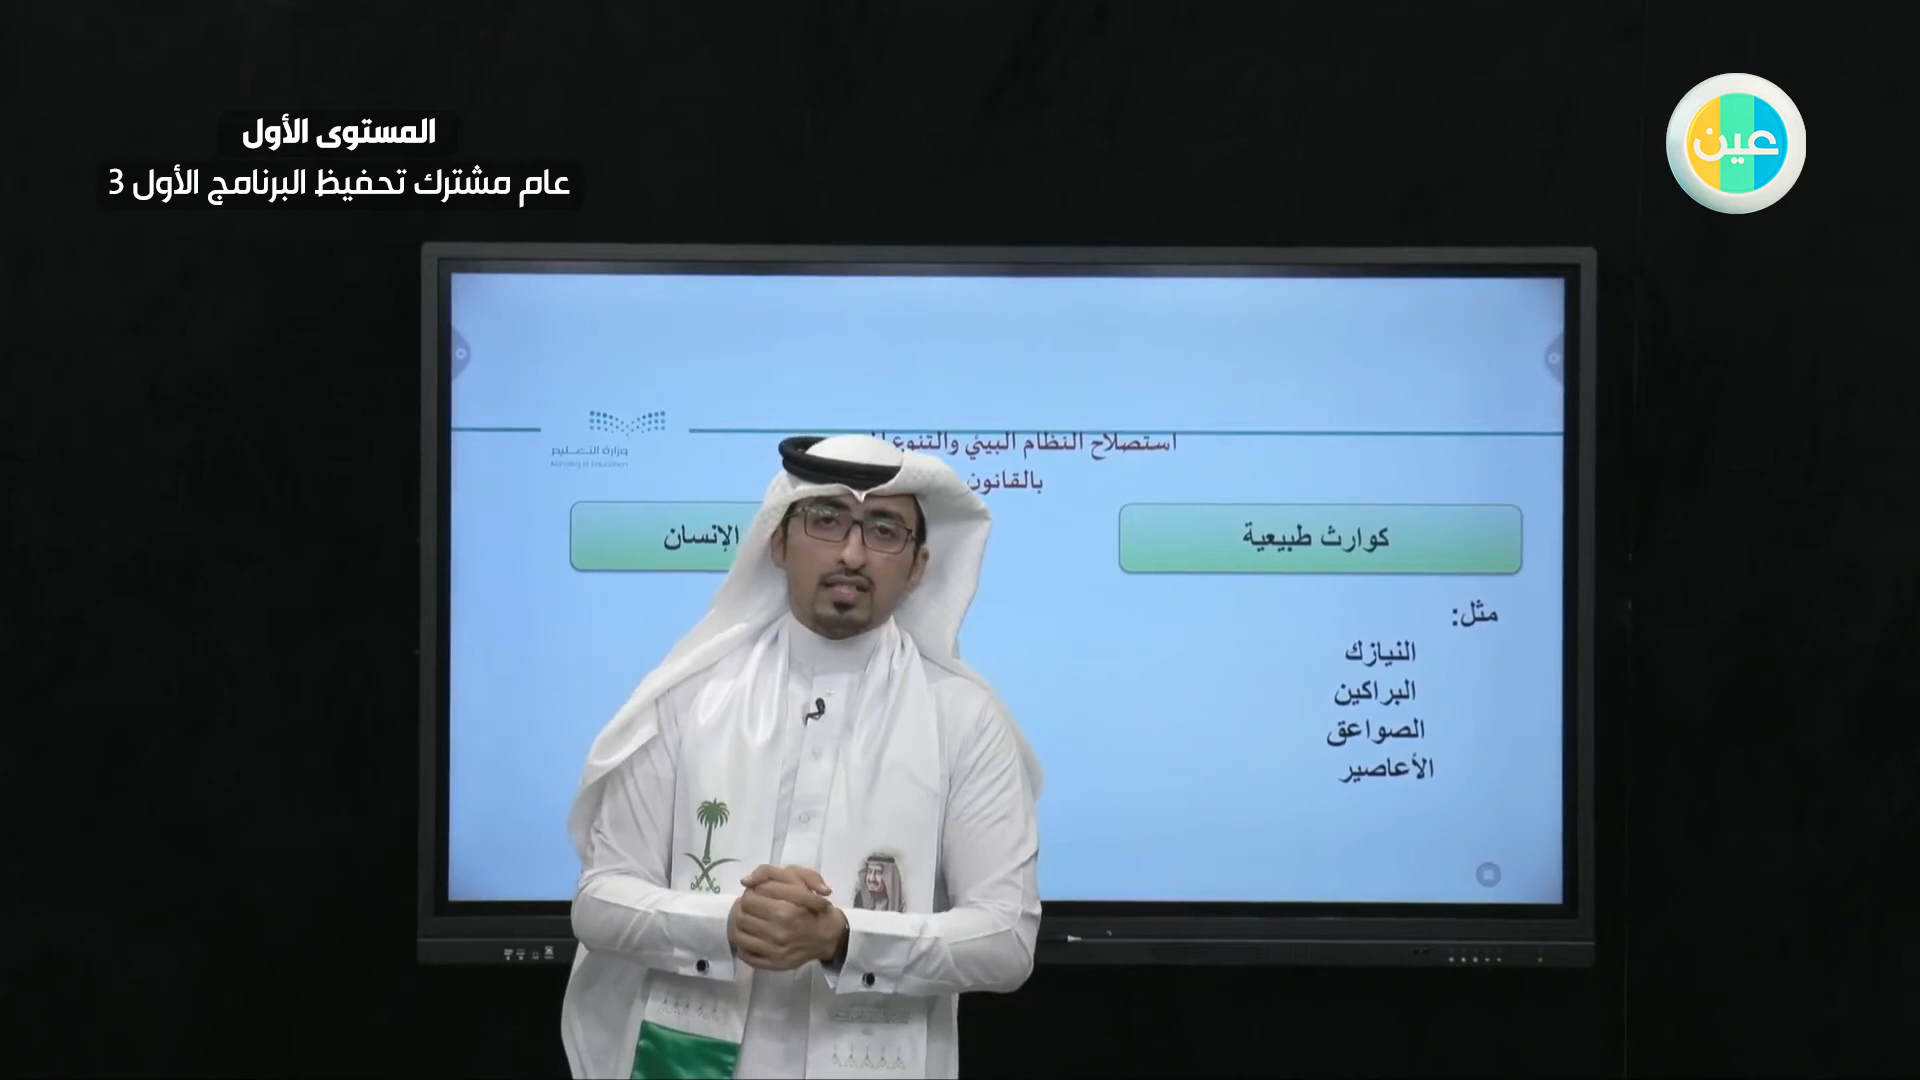 المستوى الأول
عام مشترك تحفيظ البرنامج الأول 3
عين
وزارة التعليم
Ministry of Education
استصلاح النظام البيئي والتنوع
بالقانون
كوارث طبيعية
الإنسان
مثل:
النيازك
البراكين
الصواعق
الأعاصير